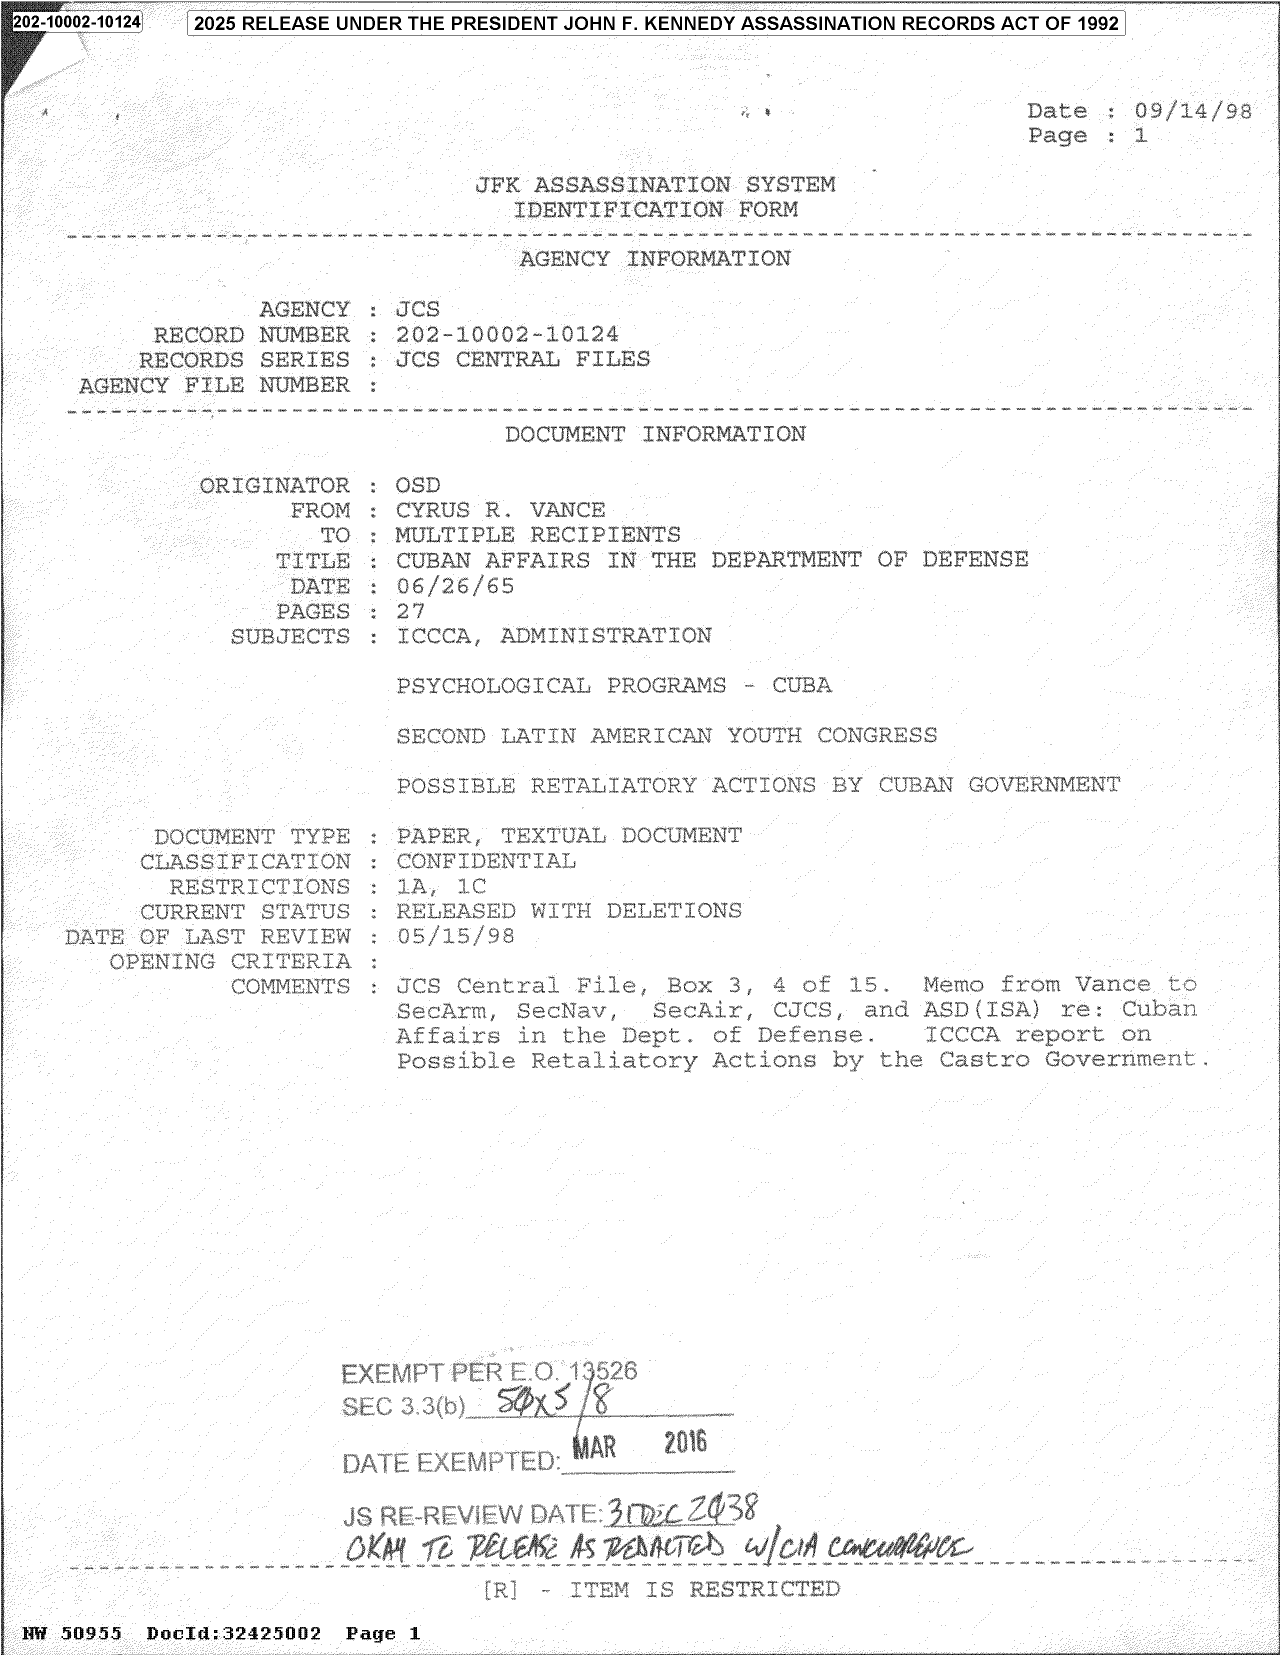 202-10002-10124
2025 RELEASE UNDER THE PRESIDENT JOHN F. KENNEDY ASSASSINATION RECORDS ACT OF 1992
Date : 09/14/98
Page : 1
JFK ASSASSINATION SYSTEM
IDENTIFICATION FORM
AGENCY INFORMATION
AGENCY : JCS
RECORD NUMBER : 202-10002-10124
RECORDS SERIES : JCS CENTRAL FILES
AGENCY FILE NUMBER :
DOCUMENT INFORMATION
ORIGINATOR : OSD
FROM : CYRUS R. VANCE
TO : MULTIPLE RECIPIENTS
TITLE : CUBAN AFFAIRS IN THE DEPARTMENT OF DEFENSE
DATE : 06/26/65
PAGES : 27
SUBJECTS : ICCCA, ADMINISTRATION
PSYCHOLOGICAL PROGRAMS - CUBA
SECOND LATIN AMERICAN YOUTH CONGRESS
POSSIBLE RETALIATORY ACTIONS BY CUBAN GOVERNMENT
DOCUMENT TYPE : PAPER, TEXTUAL DOCUMENT
CLASSIFICATION : CONFIDENTIAL
RESTRICTIONS : 1A, 1C
CURRENT STATUS : RELEASED WITH DELETIONS
DATE OF LAST REVIEW : 05/15/98
OPENING CRITERIA :
COMMENTS : JCS Central File, Box 3, 4 of 15. Memo from Vance to
SecArm, SecNav, SecAir, CJCS, and ASD(ISA) re: Cuban
Affairs in the Dept. of Defense. ICCCA report on
Possible Retaliatory Actions by the Castro Government.
EXEMPT PER E.O. 13526
SEC 3.3(b) 50X5/8
DATE EXEMPTED: MAR 2016
JS RE-REVIEW DATE: 31 DEC 2038
OKAY TO RELEASE AS REDACTED W/CIA CONCURRENCE
[R] - ITEM IS RESTRICTED
NW 50955 DocId:32425002 Page 1